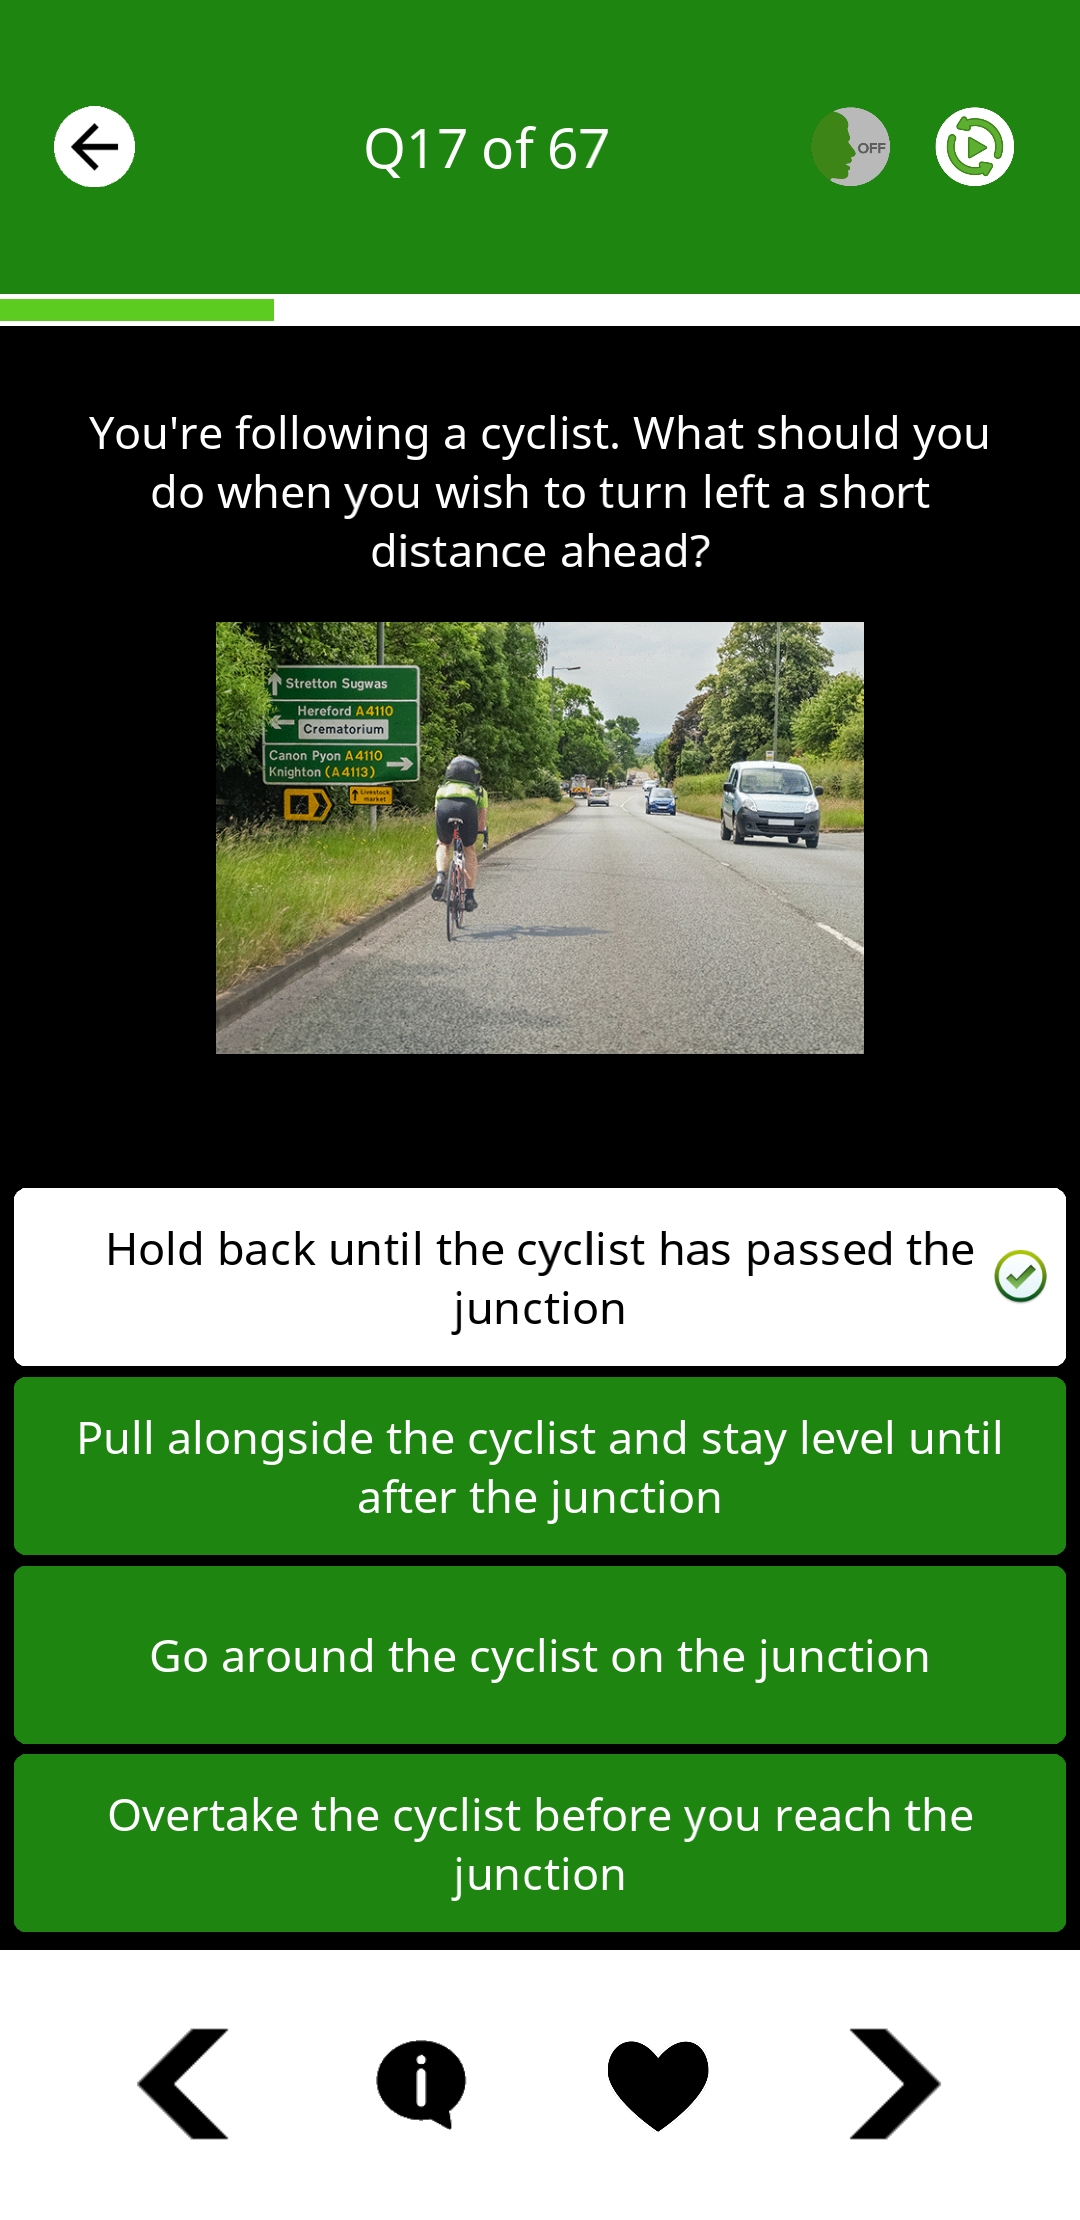 Q17 of 67
OFF
You're following a cyclist. What should you
do when you wish to turn left a short
distance ahead?
Stretton Sugwas
Hereford A4110
Crematorium
Canon Pyon A4110
Knighton (A4113)
Livestock
market
Hold back until the cyclist has passed the
junction
Pull alongside the cyclist and stay level until
after the junction
Go around the cyclist on the junction
Overtake the cyclist before you reach the
junction